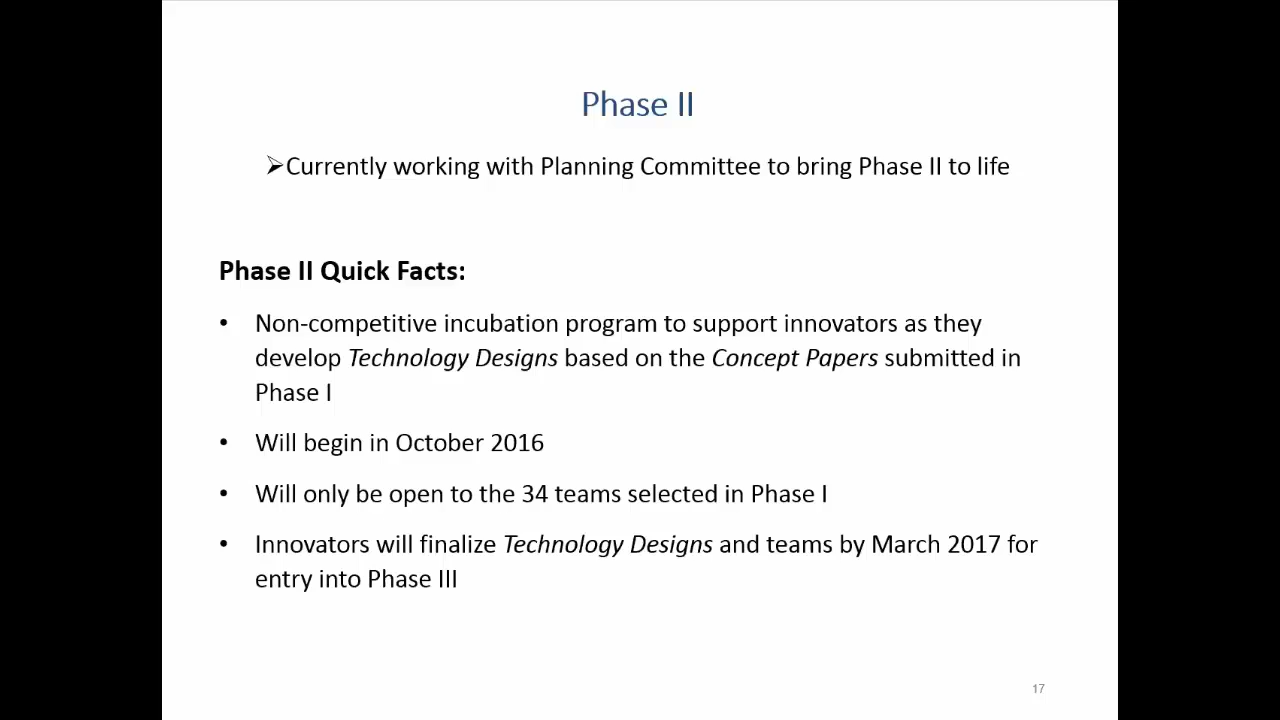 Phase II
➢Currently working with Planning Committee to bring Phase II to life
Phase II Quick Facts:
• Non-competitive incubation program to support innovators as they
develop Technology Designs based on the Concept Papers submitted in
Phase I
• Will begin in October 2016
• Will only be open to the 34 teams selected in Phase I
• Innovators will finalize Technology Designs and teams by March 2017 for
entry into Phase III
17